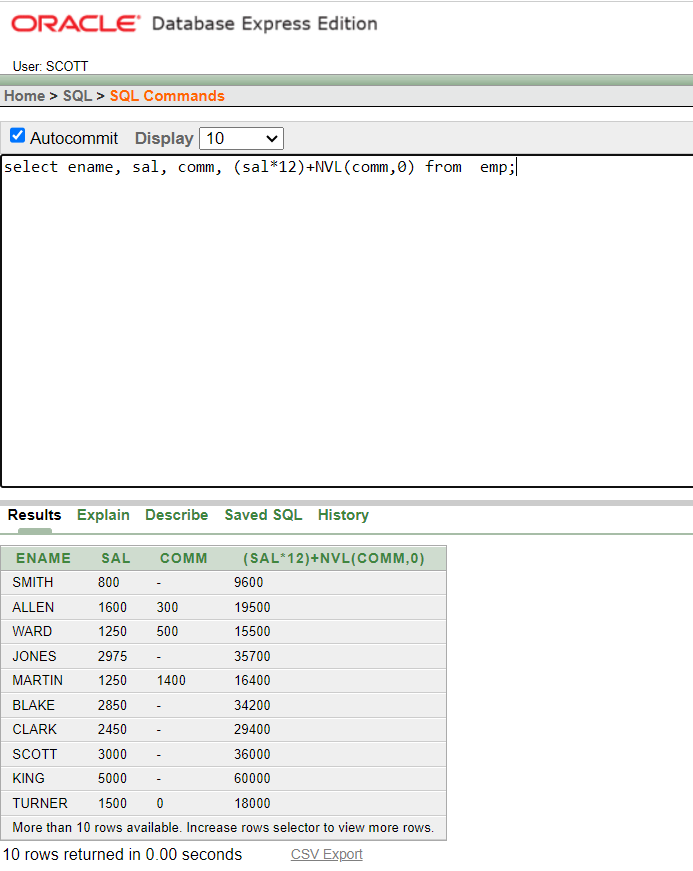 ORACLE Database Express Edition
User: SCOTT
Home > SQL > SQL Commands
Autocommit Display 10
select ename, sal, comm, (sal*12)+NVL(comm,0) from  emp;
Results Explain Describe Saved SQL History
ENAME SAL COMM (SAL*12)+NVL(COMM,0)
SMITH 800 - 9600
ALLEN 1600 300 19500
WARD 1250 500 15500
JONES 2975 - 35700
MARTIN 1250 1400 16400
BLAKE 2850 - 34200
CLARK 2450 - 29400
SCOTT 3000 - 36000
KING 5000 - 60000
TURNER 1500 0 18000
More than 10 rows available. Increase rows selector to view more rows.
10 rows returned in 0.00 seconds CSV Export